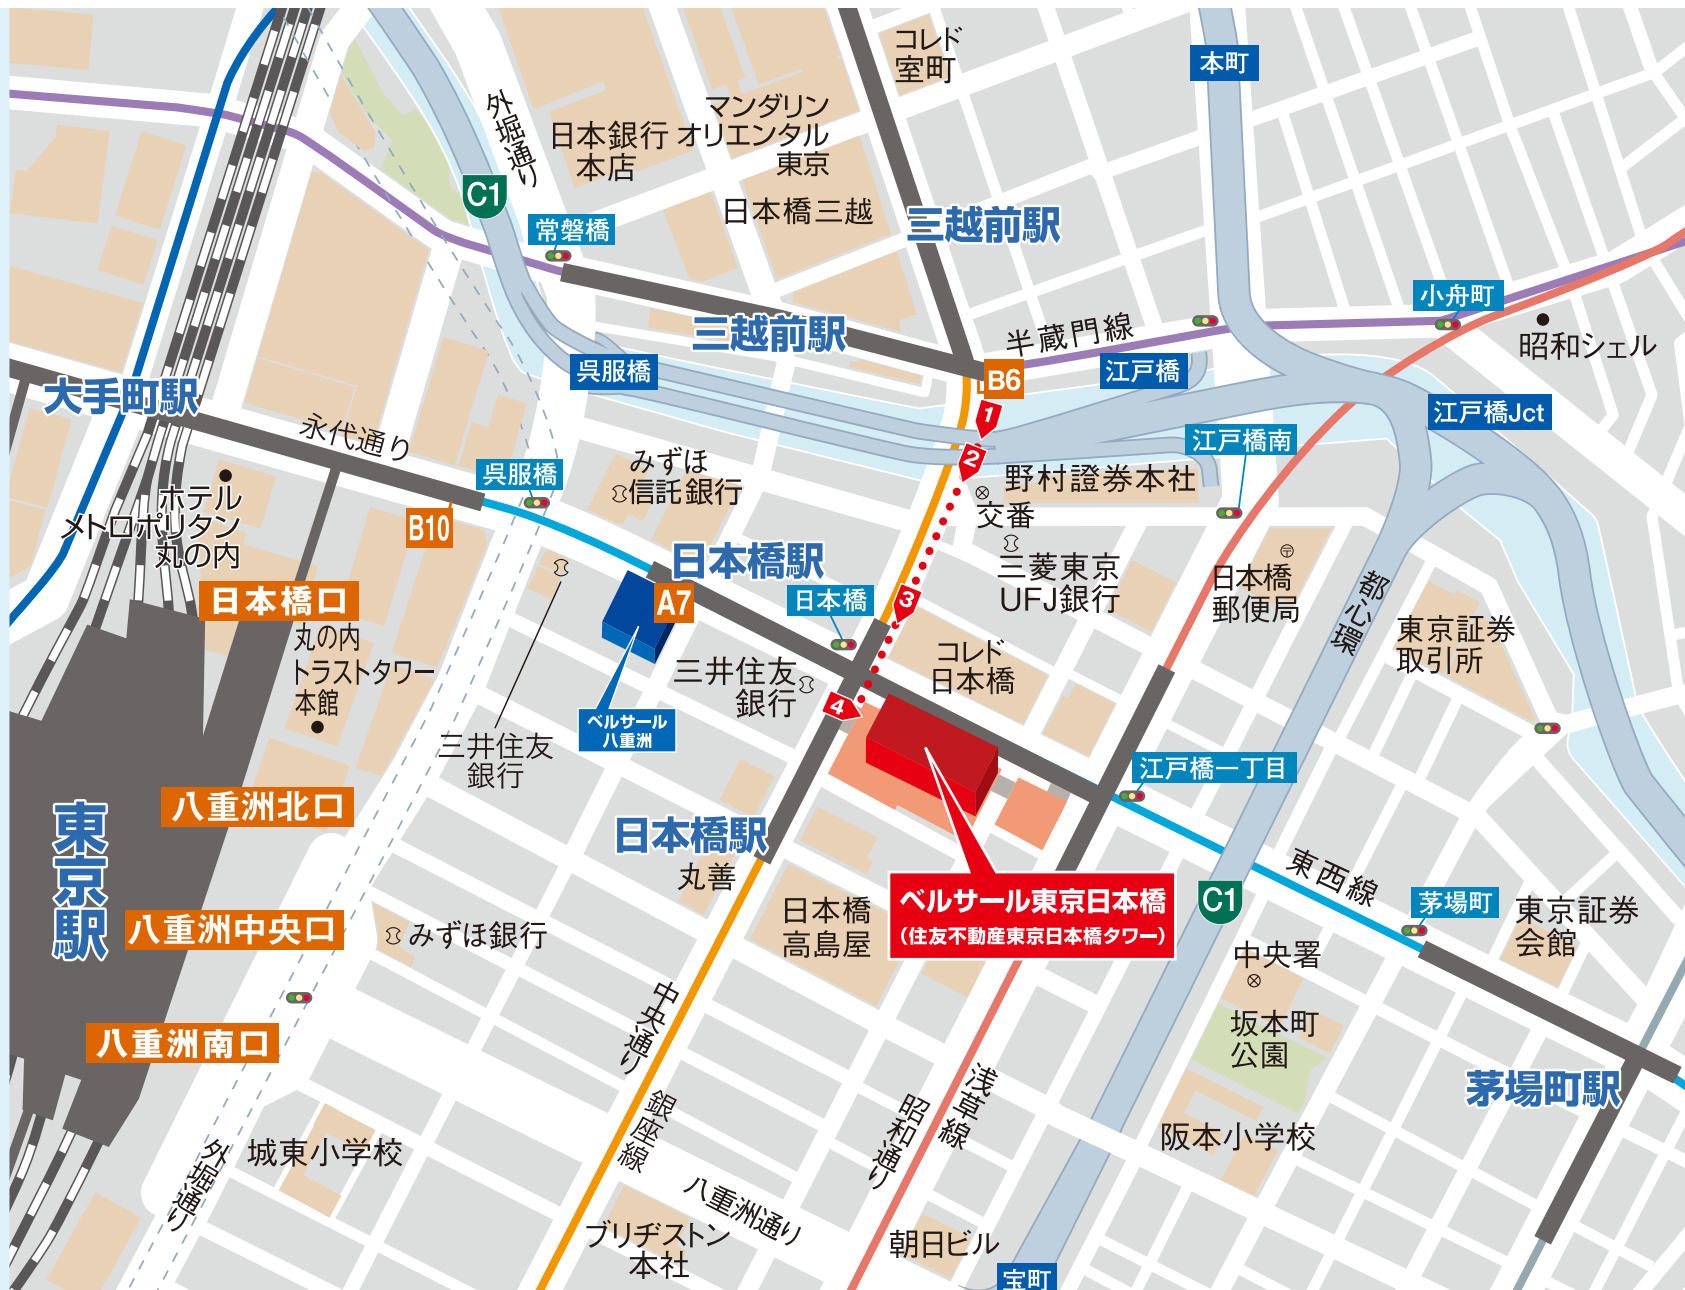 コレド
室町
本町
外堀通り
マンダリン
オリエンタル
東京
日本銀行
本店
C1
日本橋三越
常盤橋
三越前駅
小舟町
昭和シェル
三越前駅
半蔵門線
呉服橋
江戸橋
B6
大手町駅
江戸橋Jct
1
永代通り
江戸橋南
2
呉服橋
みずほ
信託銀行
野村證券本社
ホテル
メトロポリタン
丸の内
B10
交番
日本橋駅
三菱東京
UFJ銀行
日本橋
郵便局
都心環
日本橋口
A7
日本橋
3
東京証券
取引所
丸の内
トラストタワー
本館
コレド
日本橋
三井住友
銀行
4
ベルサール
八重洲
三井住友
銀行
江戸橋一丁目
八重洲北口
東京駅
日本橋駅
丸善
東西線
ベルサール東京日本橋
(住友不動産東京日本橋タワー)
C1
茅場町
日本橋
高島屋
東京証券
会館
八重洲中央口
みずほ銀行
中央署
中央通り
坂本町
公園
八重洲南口
浅草線
茅場町駅
銀座線
昭和通り
阪本小学校
城東小学校
外堀通り
八重洲通り
ブリヂストン
本社
朝日ビル
宝町